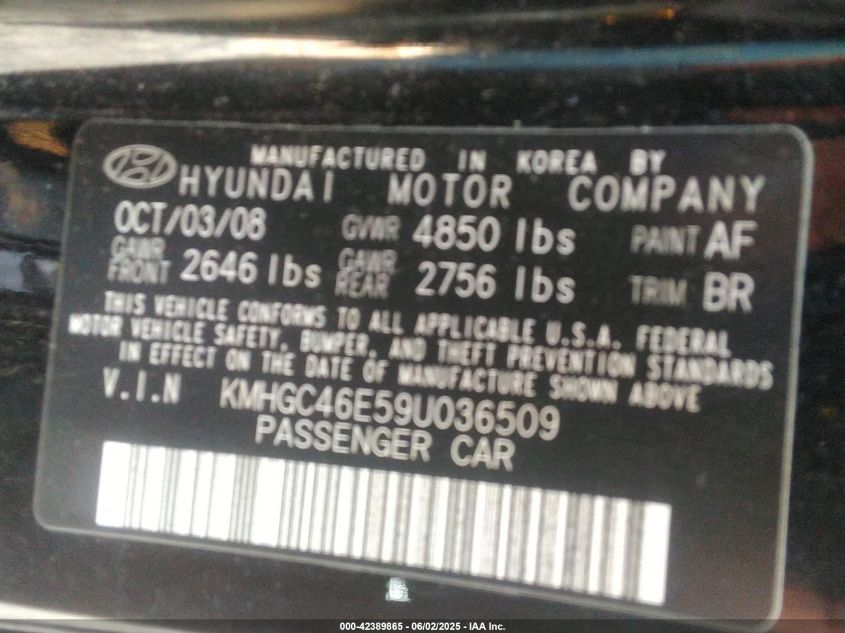 MANUFACTURED IN KOREA BY
HYUNDAI MOTOR COMPANY
OCT/03/08 GVWR 4850 lbs PAINT AF
GAWR FRONT 2646 lbs GAWR REAR 2756 lbs TRIM BR
THIS VEHICLE CONFORMS TO ALL APPLICABLE U.S.A. FEDERAL
MOTOR VEHICLE SAFETY, BUMPER, AND THEFT PREVENTION STANDARDS
IN EFFECT ON THE DATE OF MANUFACTURE SHOWN ABOVE
V.I.N KMHGC46E59U036509
PASSENGER CAR
000-42389865 - 06/02/2025 - IAA Inc.